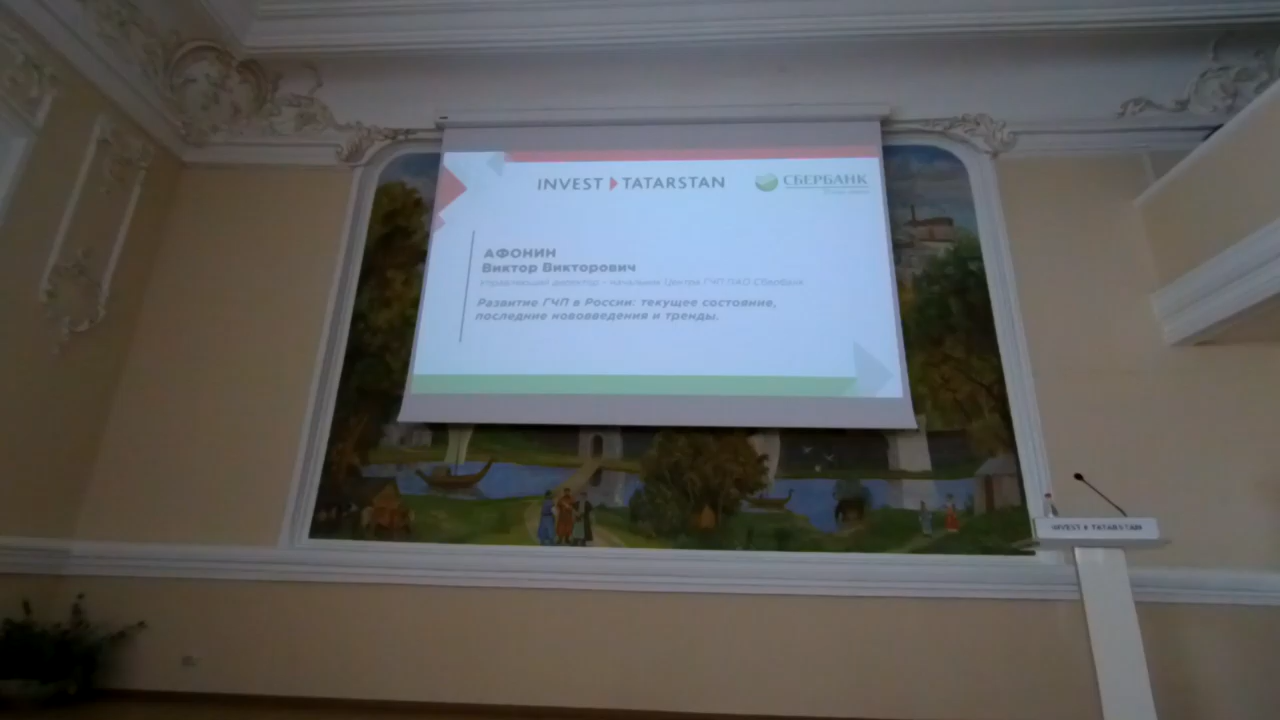 INVEST TATARSTAN
СБЕРБАНК
АФОНИН
Виктор Викторович
Управляющий директор - начальник Центра ГЧП ПАО Сбербанк
Развитие ГЧП в России: текущее состояние,
последние нововведения и тренды.
INVEST TATARSTAN